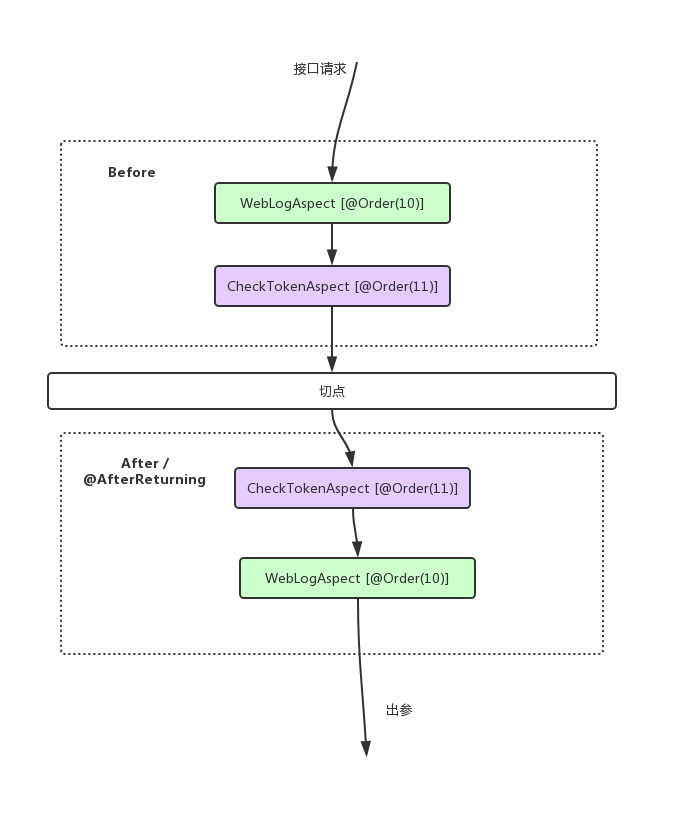 接口请求
Before
WebLogAspect [@Order(10)]
CheckTokenAspect [@Order(11)]
切点
After /
@AfterReturning
CheckTokenAspect [@Order(11)]
WebLogAspect [@Order(10)]
出参